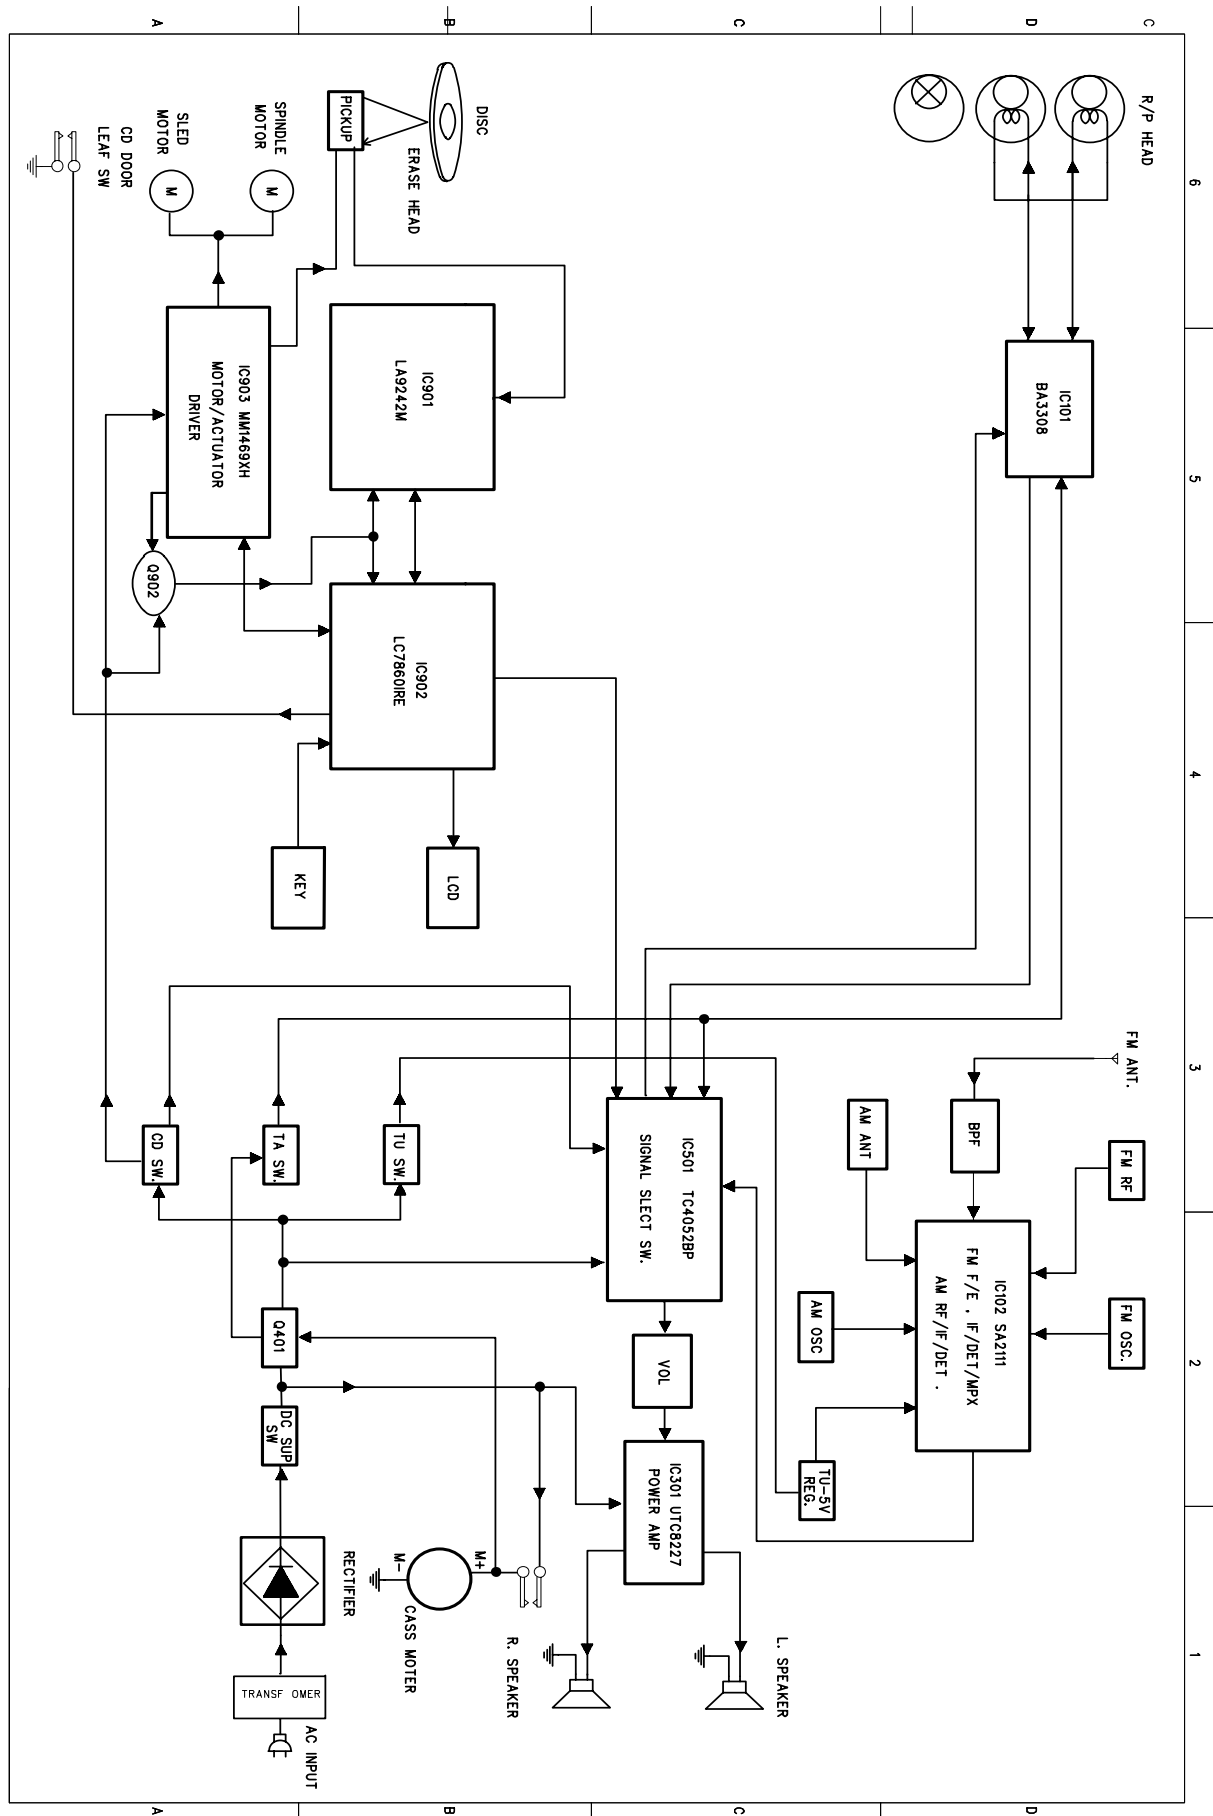 A
B
C
D
C
6
5
4
3
2
1
R/P HEAD
DISC
ERASE HEAD
PICKUP
SPINDLE
MOTOR
M
SLED
MOTOR
M
CD DOOR
LEAF SW
IC101
BA3308
IC901
LA9242M
IC903 MM1469XH
MOTOR/ACTUATOR
DRIVER
Q902
IC902
LC78601RE
LCD
KEY
FM ANT.
BPF
FM RF
AM ANT
FM OSC.
AM OSC
IC102 SA2111
FM F/E . IF/DET/MPX
AM RF/IF/DET .
TU-5V
REG.
IC501 TC4052BP
SIGNAL SLECT SW.
TU SW.
TA SW.
CD SW.
VOL
Q401
DC SUP
SW
IC301 UTC8227
POWER AMP
L. SPEAKER
R. SPEAKER
M+
M-
CASS MOTER
RECTIFIER
TRANSF OMER
AC INPUT
A
B
C
D